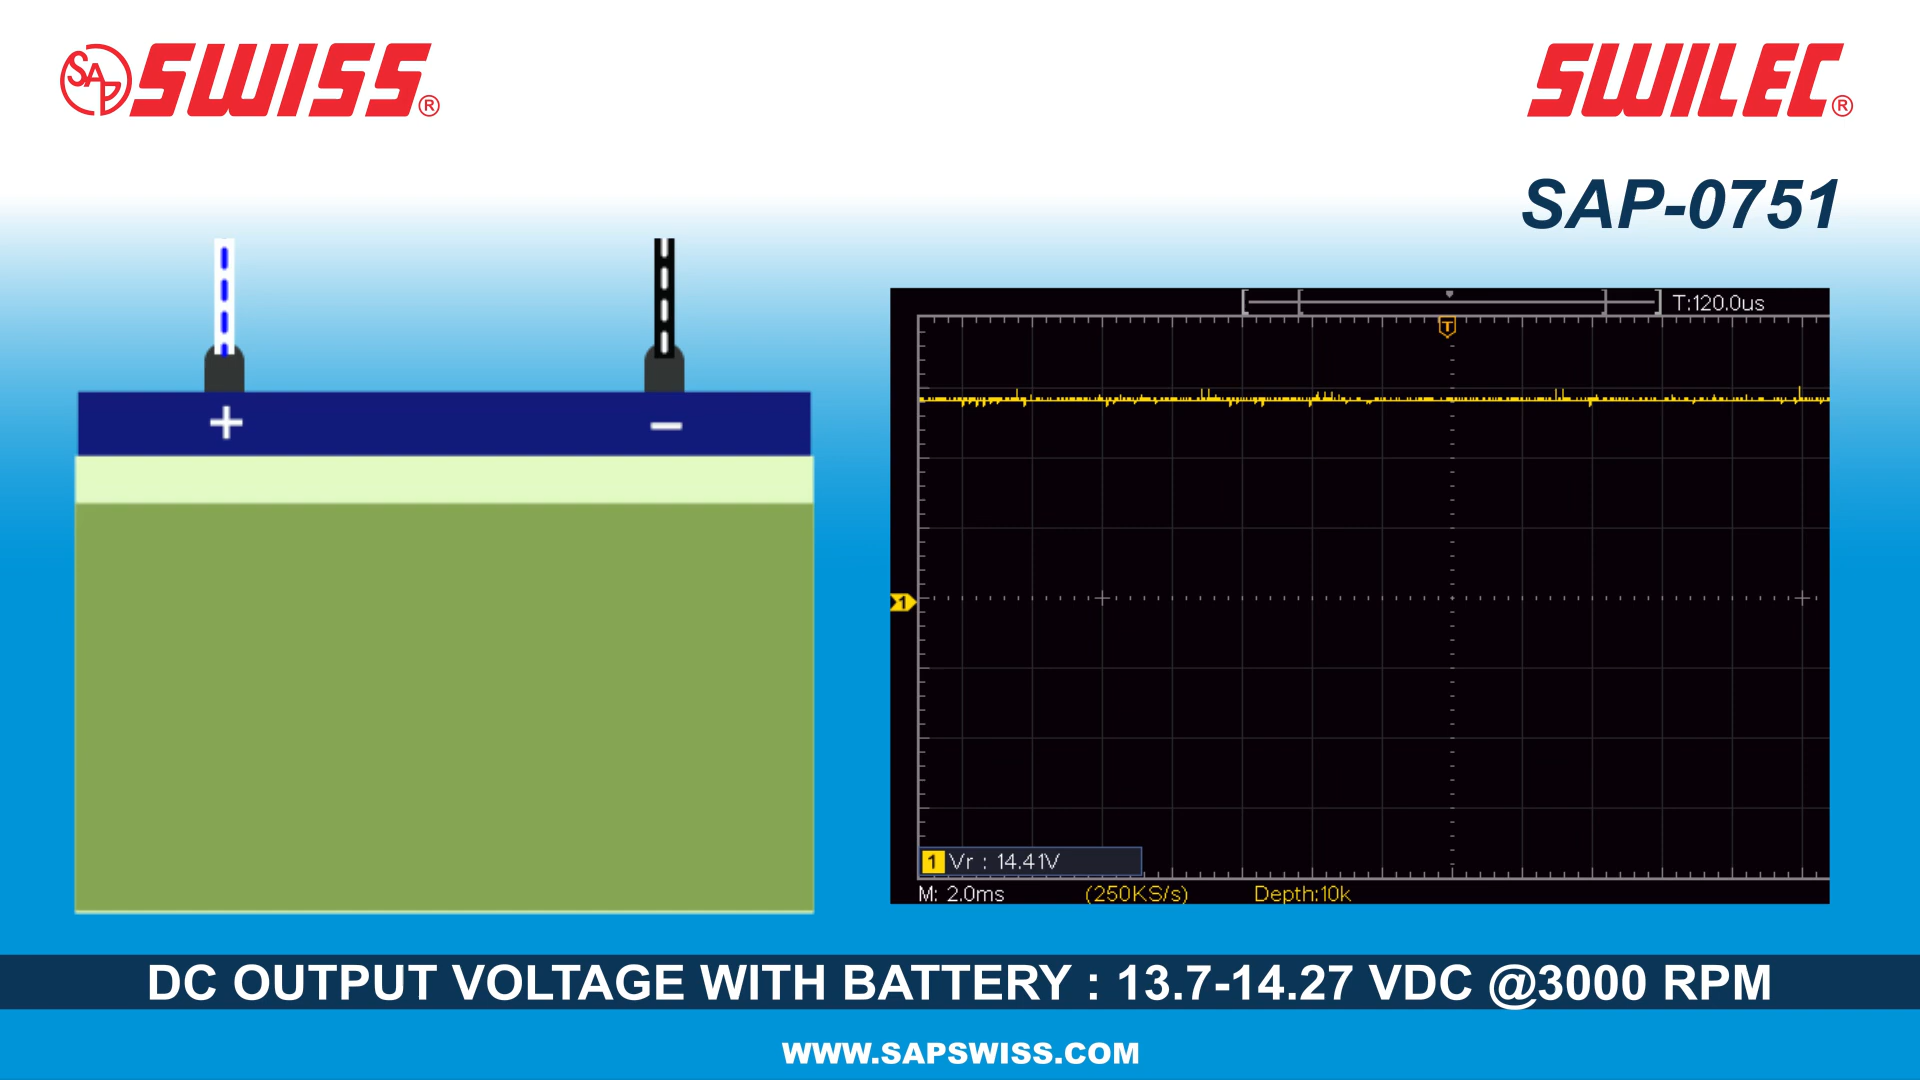 SAP SWISS®
SWILEC®
SAP-0751
T:120.0us
T
+ −
1
1 Vr : 14.41V
M: 2.0ms (250KS/s) Depth:10k
DC OUTPUT VOLTAGE WITH BATTERY : 13.7-14.27 VDC @3000 RPM
WWW.SAPSWISS.COM